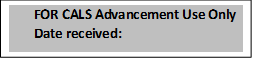 FOR CALS Advancement Use Only
Date received: